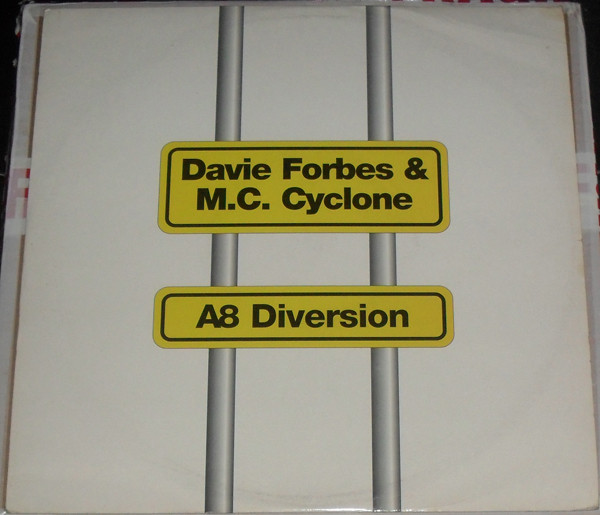 Davie Forbes &
M.C. Cyclone
A8 Diversion